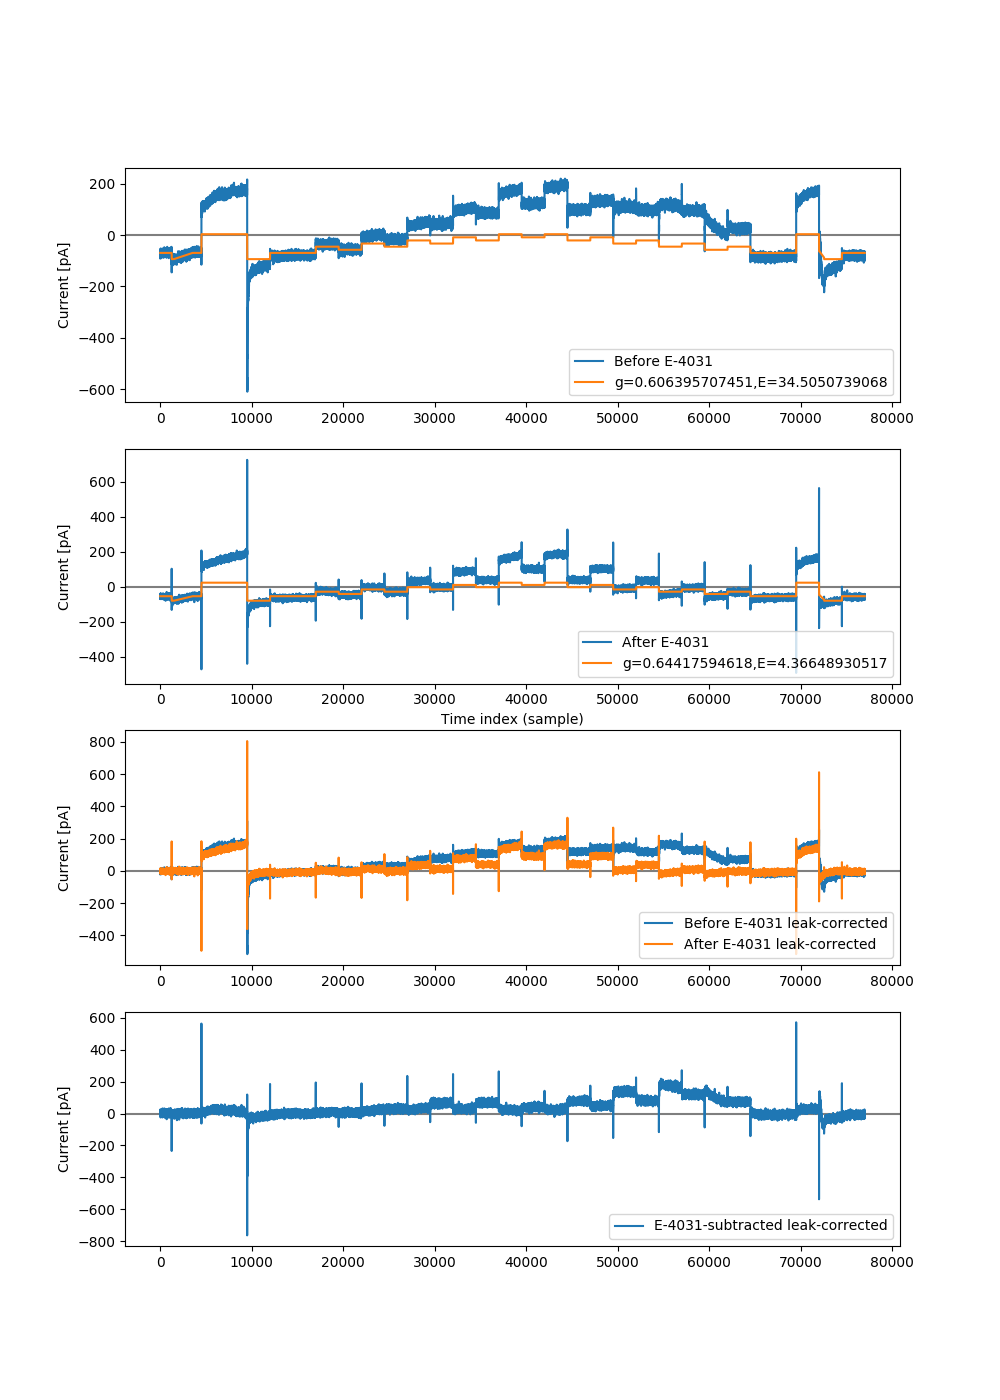 200
0
−200
−400
−600
Current [pA]
Before E-4031
g=0.606395707451,E=34.5050739068
0 10000 20000 30000 40000 50000 60000 70000 80000
600
400
200
0
−200
−400
Current [pA]
After E-4031
g=0.64417594618,E=4.36648930517
0 10000 20000 30000 40000 50000 60000 70000 80000
Time index (sample)
800
600
400
200
0
−200
−400
Current [pA]
Before E-4031 leak-corrected
After E-4031 leak-corrected
0 10000 20000 30000 40000 50000 60000 70000 80000
600
400
200
0
−200
−400
−600
−800
Current [pA]
E-4031-subtracted leak-corrected
0 10000 20000 30000 40000 50000 60000 70000 80000